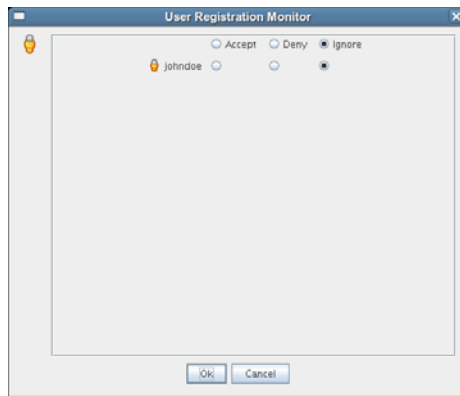 User Registration Monitor
Accept Deny Ignore
johndoe
Ok Cancel